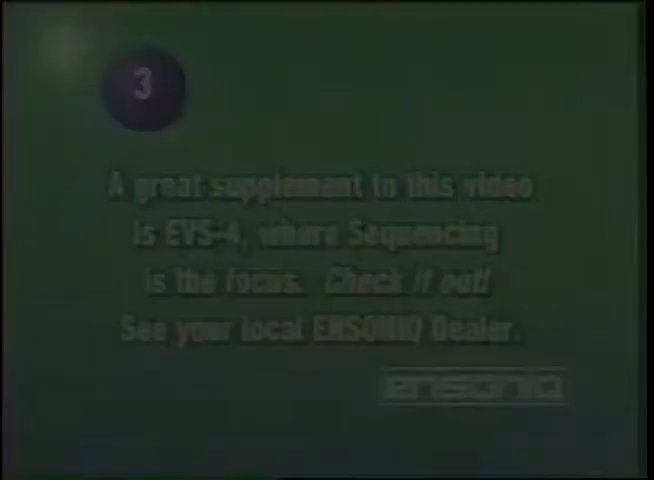 3
A great supplement to this video
is EVS-4, where Sequencing
is the focus. Check it out!
See your local ENSONIQ Dealer.
ensoniq